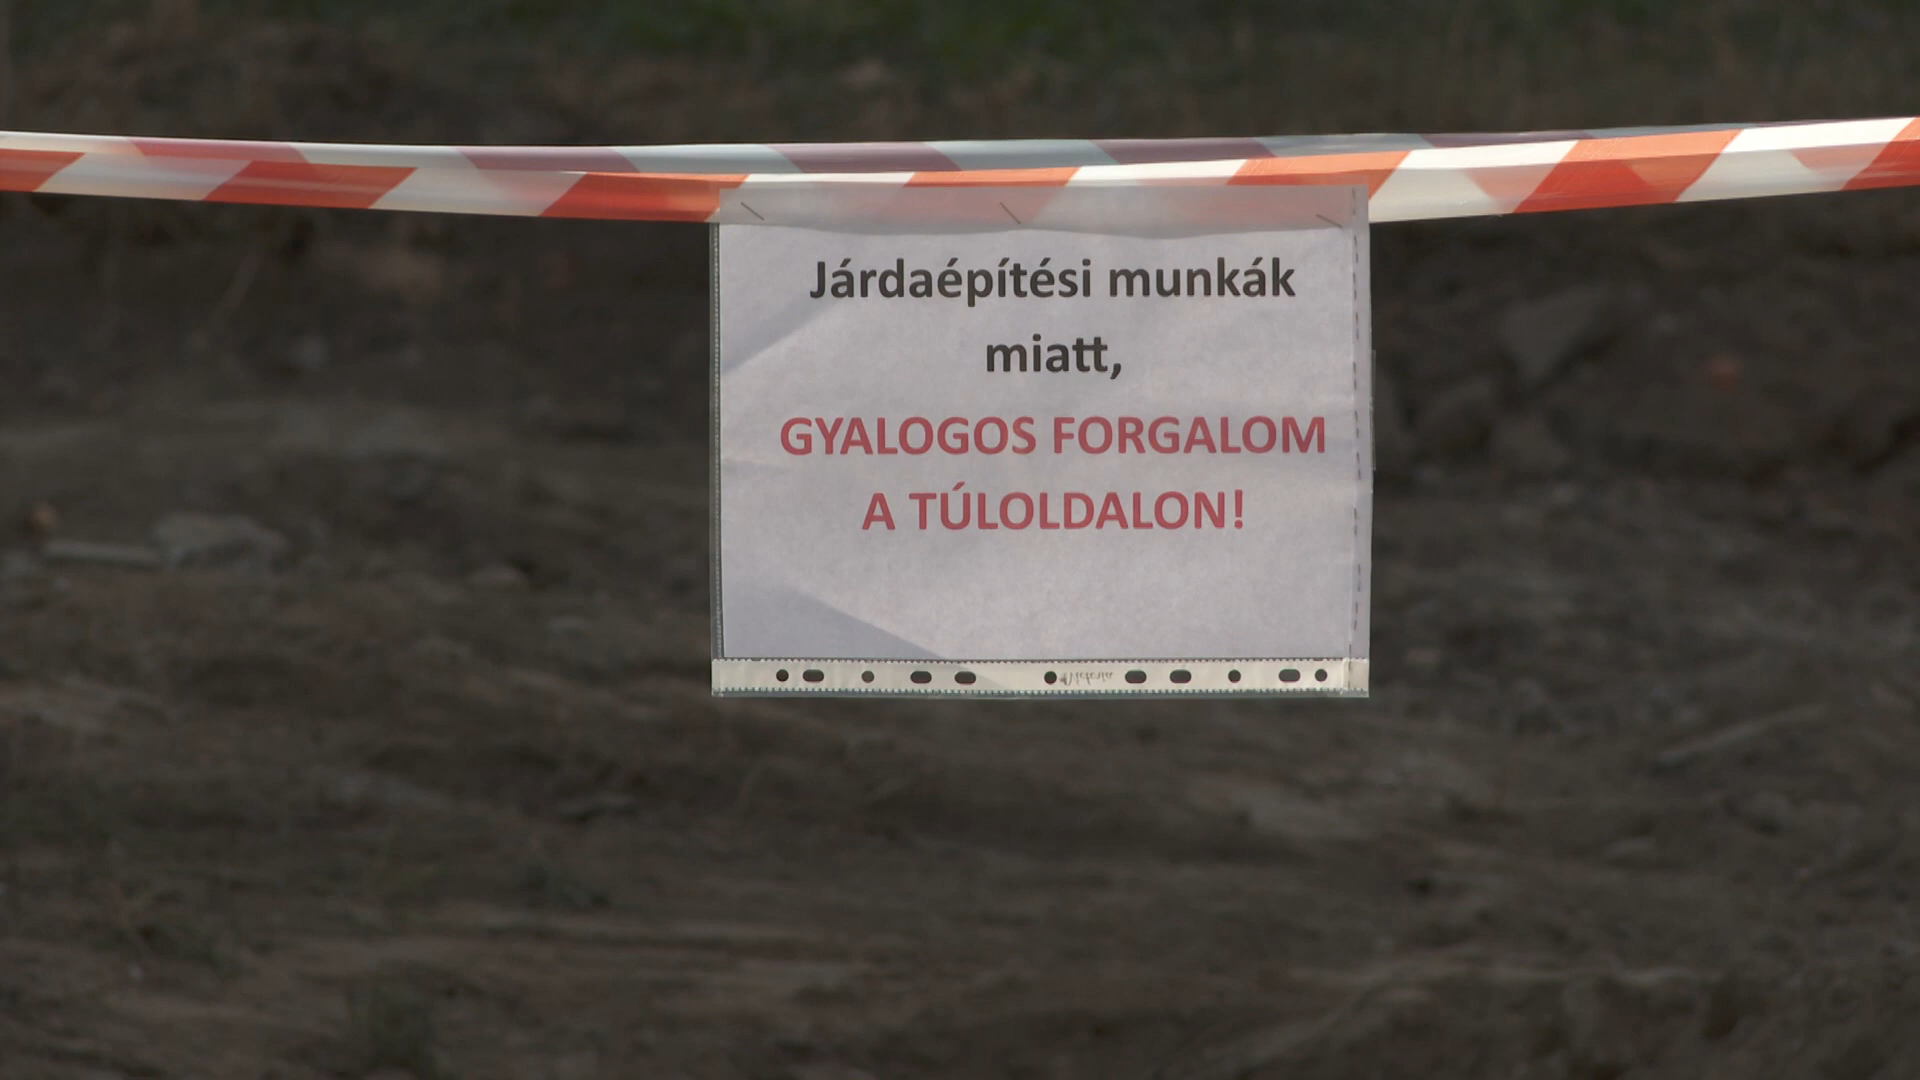 Járdaépítési munkák
miatt,
GYALOGOS FORGALOM
A TÚLOLDALON!